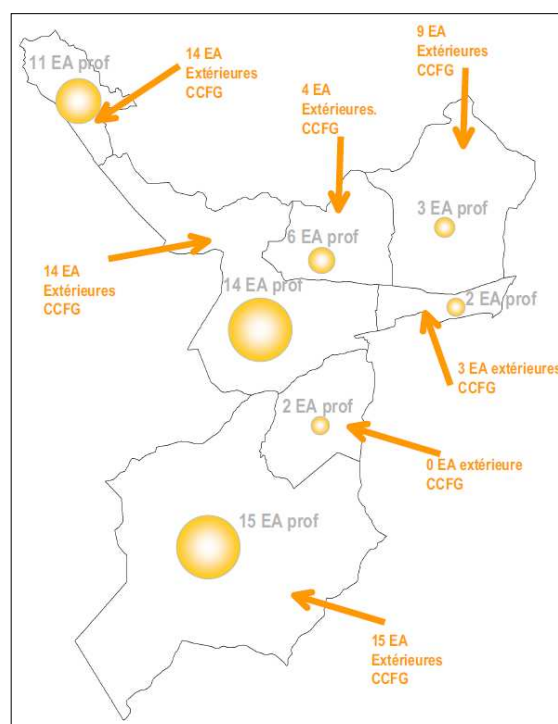 9 EA
Extérieures
CCFG
14 EA
Extérieures
CCFG
11 EA prof
4 EA
Extérieures.
CCFG
3 EA prof
6 EA prof
14 EA
Extérieures
CCFG
14 EA prof
2 EA prof
3 EA extérieures
CCFG
2 EA prof
0 EA extérieure
CCFG
15 EA prof
15 EA
Extérieures
CCFG